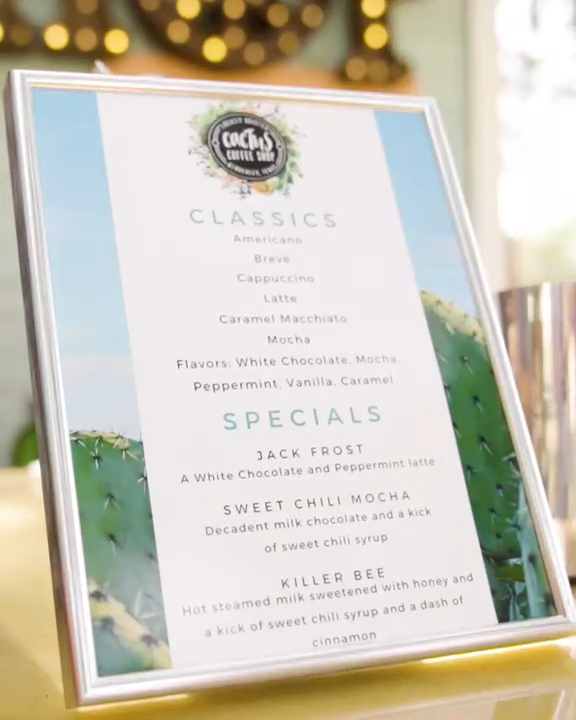 HOT
CACTUS
COFFEE SHOP
CLASSICS
Americano
Breve
Cappuccino
Latte
Caramel Macchiato
Mocha
Flavors: White Chocolate, Mocha,
Peppermint, Vanilla, Caramel
SPECIALS
JACK FROST
A White Chocolate and Peppermint latte
SWEET CHILI MOCHA
Decadent milk chocolate and a kick
of sweet chili syrup
KILLER BEE
Hot steamed milk sweetened with honey and
a kick of sweet chili syrup and a dash of
cinnamon